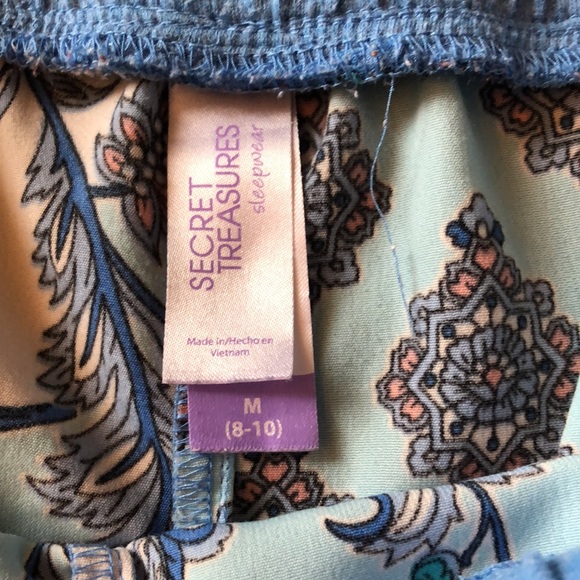 SECRET
TREASURES
sleepwear
Made in/Hecho en
Vietnam
M
(8-10)